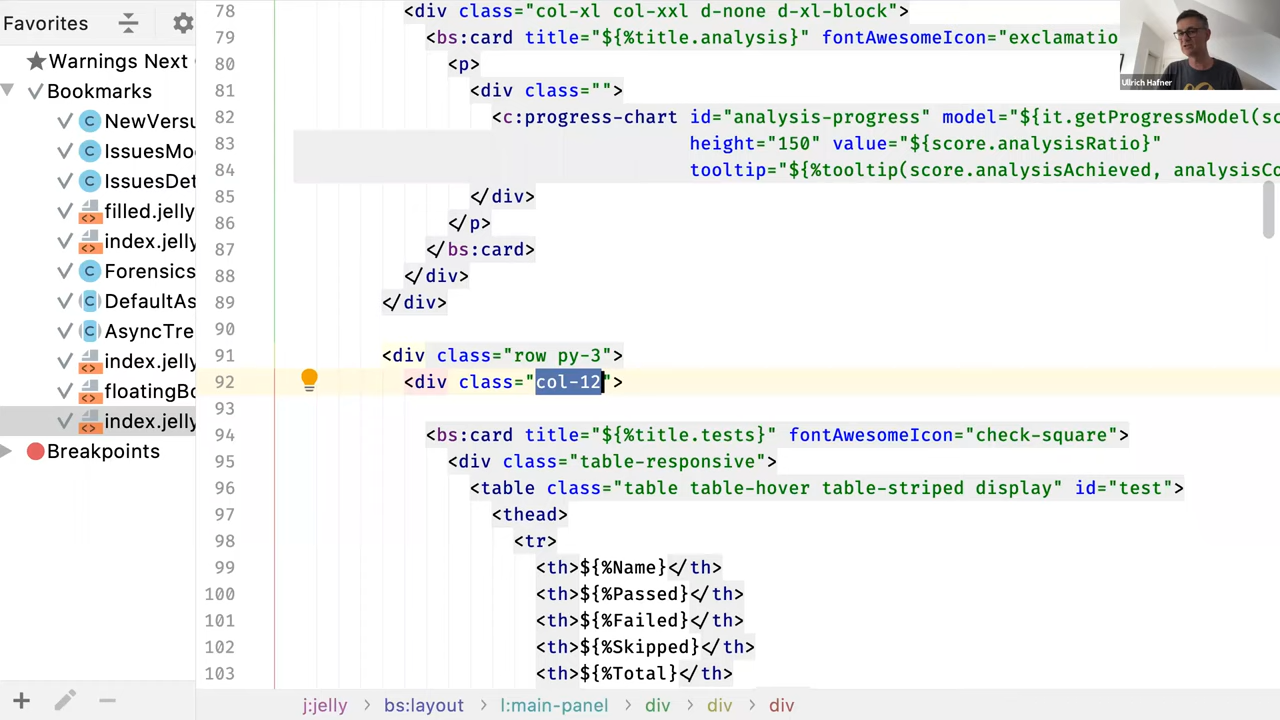 Favorites
Warnings Next
Bookmarks
NewVersu
IssuesMo
IssuesDet
filled.jelly
index.jelly
Forensics
DefaultAs
AsyncTre
index.jelly
floatingBo
index.jelly
Breakpoints
78 <div class="col-xl col-xxl d-none d-xl-block">
79 <bs:card title="${%title.analysis}" fontAwesomeIcon="exclamatio
80 <p>
81 <div class="">
82 <c:progress-chart id="analysis-progress" model="${it.getProgressModel(sc
83 height="150" value="${score.analysisRatio}"
84 tooltip="${%tooltip(score.analysisAchieved, analysisCo
85 </div>
86 </p>
87 </bs:card>
88 </div>
89 </div>
90
91 <div class="row py-3">
92 <div class="col-12">
93
94 <bs:card title="${%title.tests}" fontAwesomeIcon="check-square">
95 <div class="table-responsive">
96 <table class="table table-hover table-striped display" id="test">
97 <thead>
98 <tr>
99 <th>${%Name}</th>
100 <th>${%Passed}</th>
101 <th>${%Failed}</th>
102 <th>${%Skipped}</th>
103 <th>${%Total}</th>
j:jelly > bs:layout > l:main-panel > div > div > div
Ullrich Hafner